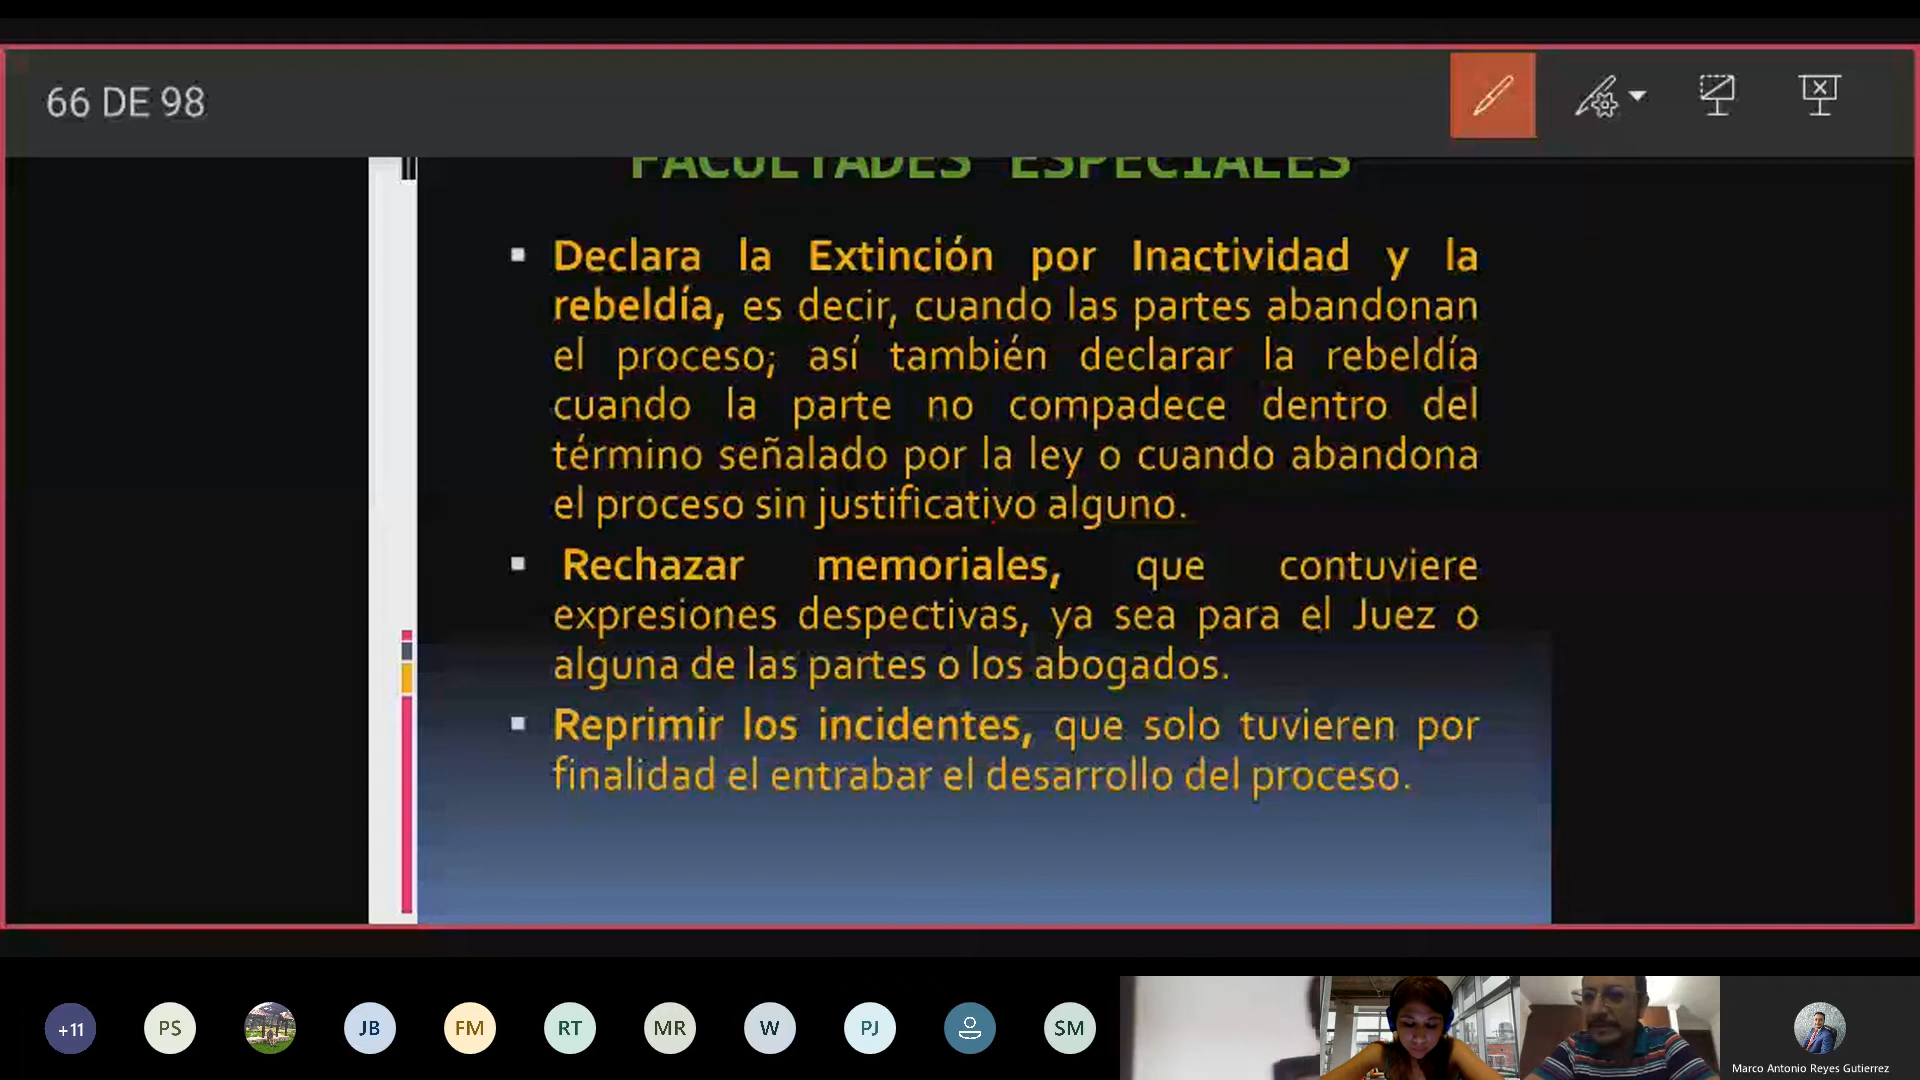 66 DE 98
FACULTADES ESPECIALES
▪ Declara la Extinción por Inactividad y la
rebeldía, es decir, cuando las partes abandonan
el proceso; así también declarar la rebeldía
cuando la parte no compadece dentro del
término señalado por la ley o cuando abandona
el proceso sin justificativo alguno.
▪ Rechazar memoriales, que contuviere
expresiones despectivas, ya sea para el Juez o
alguna de las partes o los abogados.
▪ Reprimir los incidentes, que solo tuvieren por
finalidad el entrabar el desarrollo del proceso.
+11 PS JB FM RT MR W PJ SM
Marco Antonio Reyes Gutierrez